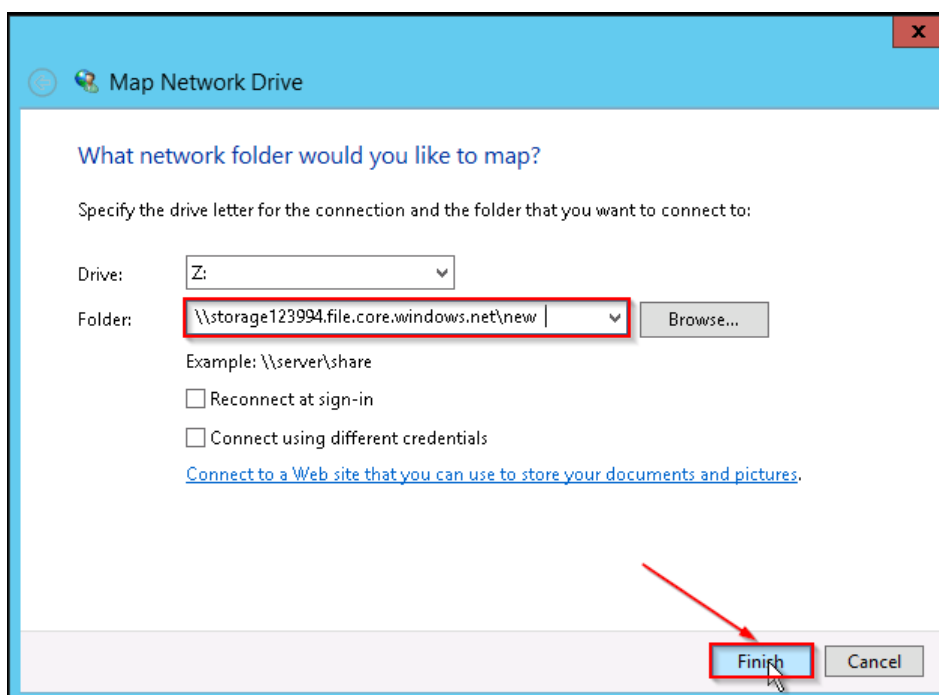 x
Map Network Drive
What network folder would you like to map?
Specify the drive letter for the connection and the folder that you want to connect to:
Drive: Z:
Folder: \\storage123994.file.core.windows.net\new Browse...
Example: \\server\share
Reconnect at sign-in
Connect using different credentials
Connect to a Web site that you can use to store your documents and pictures.
Finish Cancel